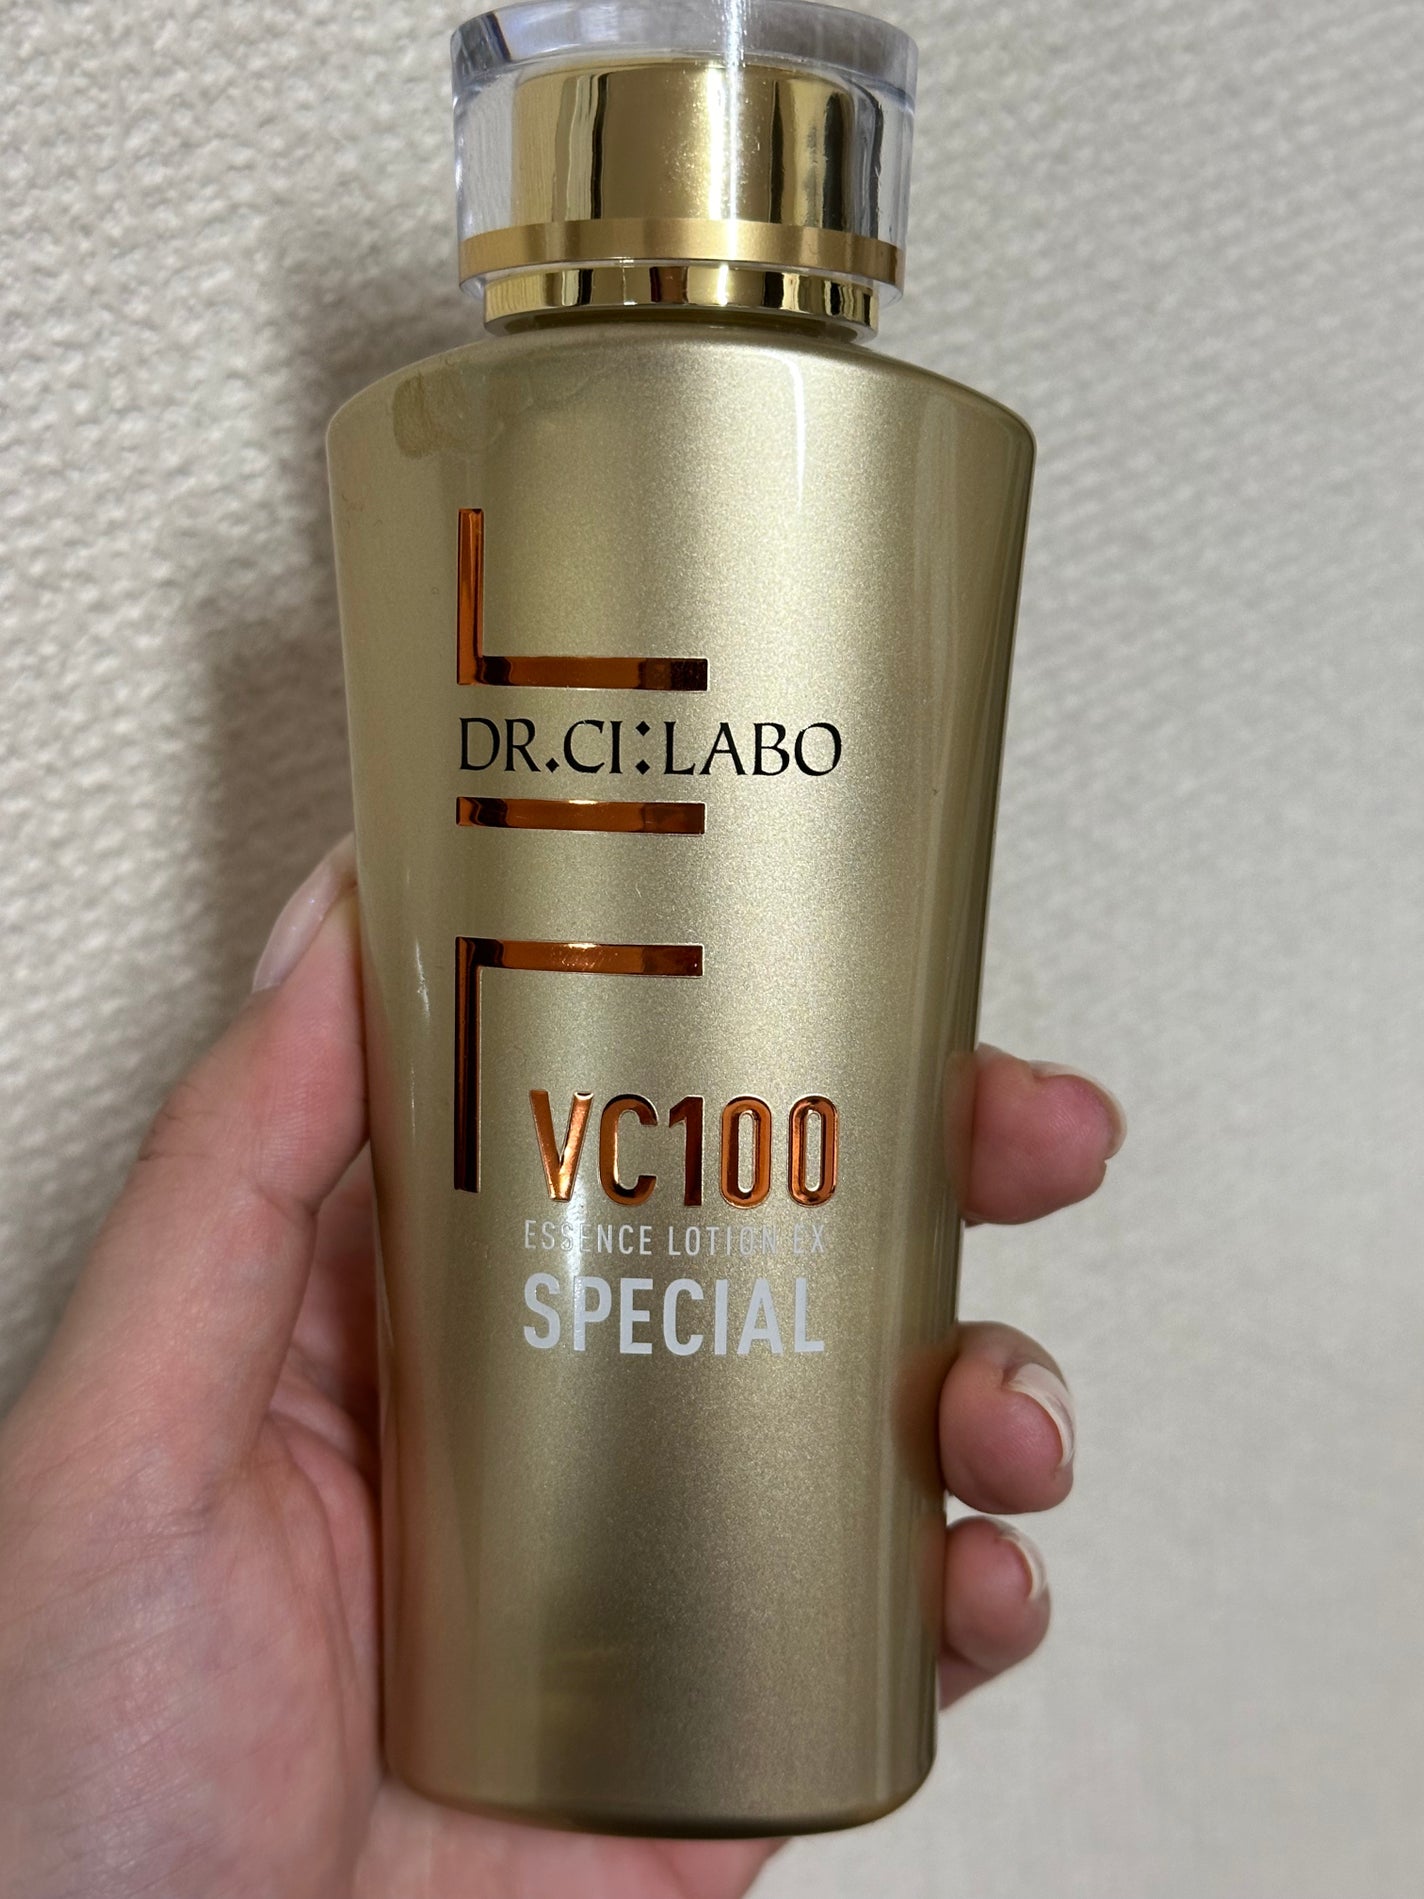 DR.CI:LABO
VC100
ESSENCE LOTION EX
SPECIAL